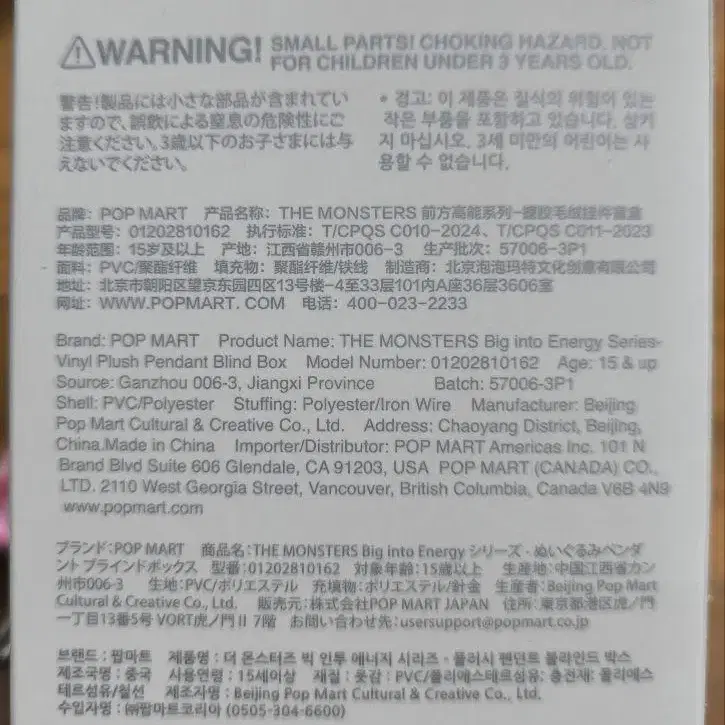 ⚠WARNING! SMALL PARTS! CHOKING HAZARD. NOT
FOR CHILDREN UNDER 3 YEARS OLD.
警告!製品には小さな部品が含まれてい
ますので、誤飲による窒息の危険性にご
注意ください。3歳以下のお子さまには与
えないでください。
* 경고: 이 제품은 질식의 위험이 있는
작은 부품을 포함하고 있습니다. 삼키
지 마십시오. 3세 미만의 어린이는 사
용할 수 없습니다.
品牌: POP MART 产品名称: THE MONSTERS 前方高能系列-搪胶毛绒挂件盲盒
产品型号: 01202810162 执行标准: T/CPQS C010-2024、T/CPQS C011-2023
年龄范围: 15岁及以上 产地: 江西省赣州市006-3 生产批次: 57006-3P1
面料: PVC/聚酯纤维 填充物: 聚酯纤维/铁线 制造商: 北京泡泡玛特文化创意有限公司
地址: 北京市朝阳区望京东园四区13号楼-4至33层101内A座36层3606室
网址: WWW.POPMART.COM 电话: 400-023-2233
Brand: POP MART Product Name: THE MONSTERS Big into Energy Series-
Vinyl Plush Pendant Blind Box Model Number: 01202810162 Age: 15 & up
Source: Ganzhou 006-3, Jiangxi Province Batch: 57006-3P1
Shell: PVC/Polyester Stuffing: Polyester/Iron Wire Manufacturer: Beijing
Pop Mart Cultural & Creative Co., Ltd. Address: Chaoyang District, Beijing,
China.Made in China Importer/Distributor: POP MART Americas Inc. 101 N
Brand Blvd Suite 606 Glendale, CA 91203, USA POP MART (CANADA) CO.,
LTD. 2110 West Georgia Street, Vancouver, British Columbia, Canada V6B 4N9
www.popmart.com
ブランド:POP MART 商品名:THE MONSTERS Big into Energy シリーズ - ぬいぐるみペンダ
ント ブラインドボックス 型番:01202810162 対象年齢:15歳以上 生産地:中国江西省カン
州市006-3 生地:PVC/ポリエステル 充填物:ポリエステル/針金 生産者:Beijing Pop Mart
Cultural & Creative Co., Ltd. 販売元:株式会社POP MART JAPAN 住所:東京都港区虎ノ門
一丁目13番5号 VORT虎ノ門 II 7階 お問い合わせ先:usersupport@popmart.co.jp
브랜드 : 팝마트 제품명 : 더 몬스터즈 빅 인투 에너지 시리즈 - 플러시 팬던트 블라인드 박스
제조국명 : 중국 사용연령 : 15세이상 재질 : 겉감 : PVC/폴리에스테르섬유: 충전재: 폴리에스
테르섬유/철선 제조자명 : Beijing Pop Mart Cultural & Creative Co., Ltd.
수입자명 : ㈜팝마트코리아 (0505-304-6600)